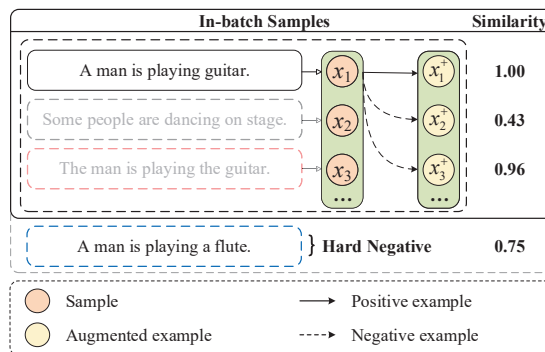 In-batch Samples Similarity
A man is playing guitar. x₁ x₁⁺ 1.00
Some people are dancing on stage. x₂ x₂⁺ 0.43
The man is playing the guitar. x₃ x₃⁺ 0.96
... ...
A man is playing a flute. } Hard Negative 0.75
Sample Positive example
Augmented example Negative example